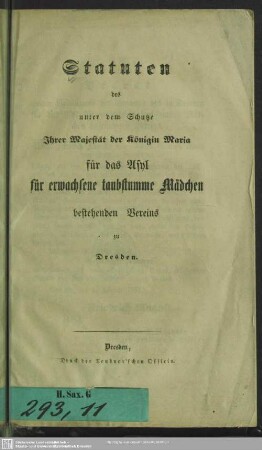 Statuten
des
unter dem Schutze
Ihrer Majestät der Königin Maria
für das Asyl
für erwachsene taubstumme Mädchen
bestehenden Vereins
zu
Dresden.
Dresden,
Druck der Teubner'schen Officin.
H. Sax. G
293,11